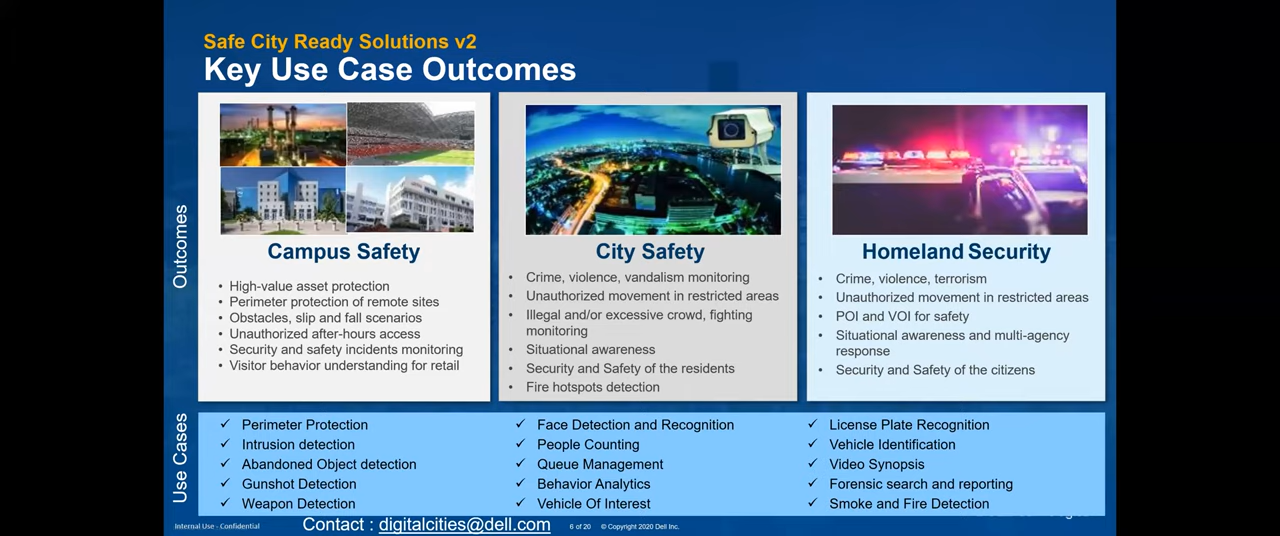 Safe City Ready Solutions v2
Key Use Case Outcomes
Outcomes
Campus Safety
• High-value asset protection
• Perimeter protection of remote sites
• Obstacles, slip and fall scenarios
• Unauthorized after-hours access
• Security and safety incidents monitoring
• Visitor behavior understanding for retail
City Safety
• Crime, violence, vandalism monitoring
• Unauthorized movement in restricted areas
• Illegal and/or excessive crowd, fighting
monitoring
• Situational awareness
• Security and Safety of the residents
• Fire hotspots detection
Homeland Security
• Crime, violence, terrorism
• Unauthorized movement in restricted areas
• POI and VOI for safety
• Situational awareness and multi-agency
response
• Security and Safety of the citizens
Use Cases
✓ Perimeter Protection
✓ Intrusion detection
✓ Abandoned Object detection
✓ Gunshot Detection
✓ Weapon Detection
✓ Face Detection and Recognition
✓ People Counting
✓ Queue Management
✓ Behavior Analytics
✓ Vehicle Of Interest
✓ License Plate Recognition
✓ Vehicle Identification
✓ Video Synopsis
✓ Forensic search and reporting
✓ Smoke and Fire Detection
Internal Use - Confidential
Contact : digitalcities@dell.com
6 of 20
© Copyright 2020 Dell Inc.